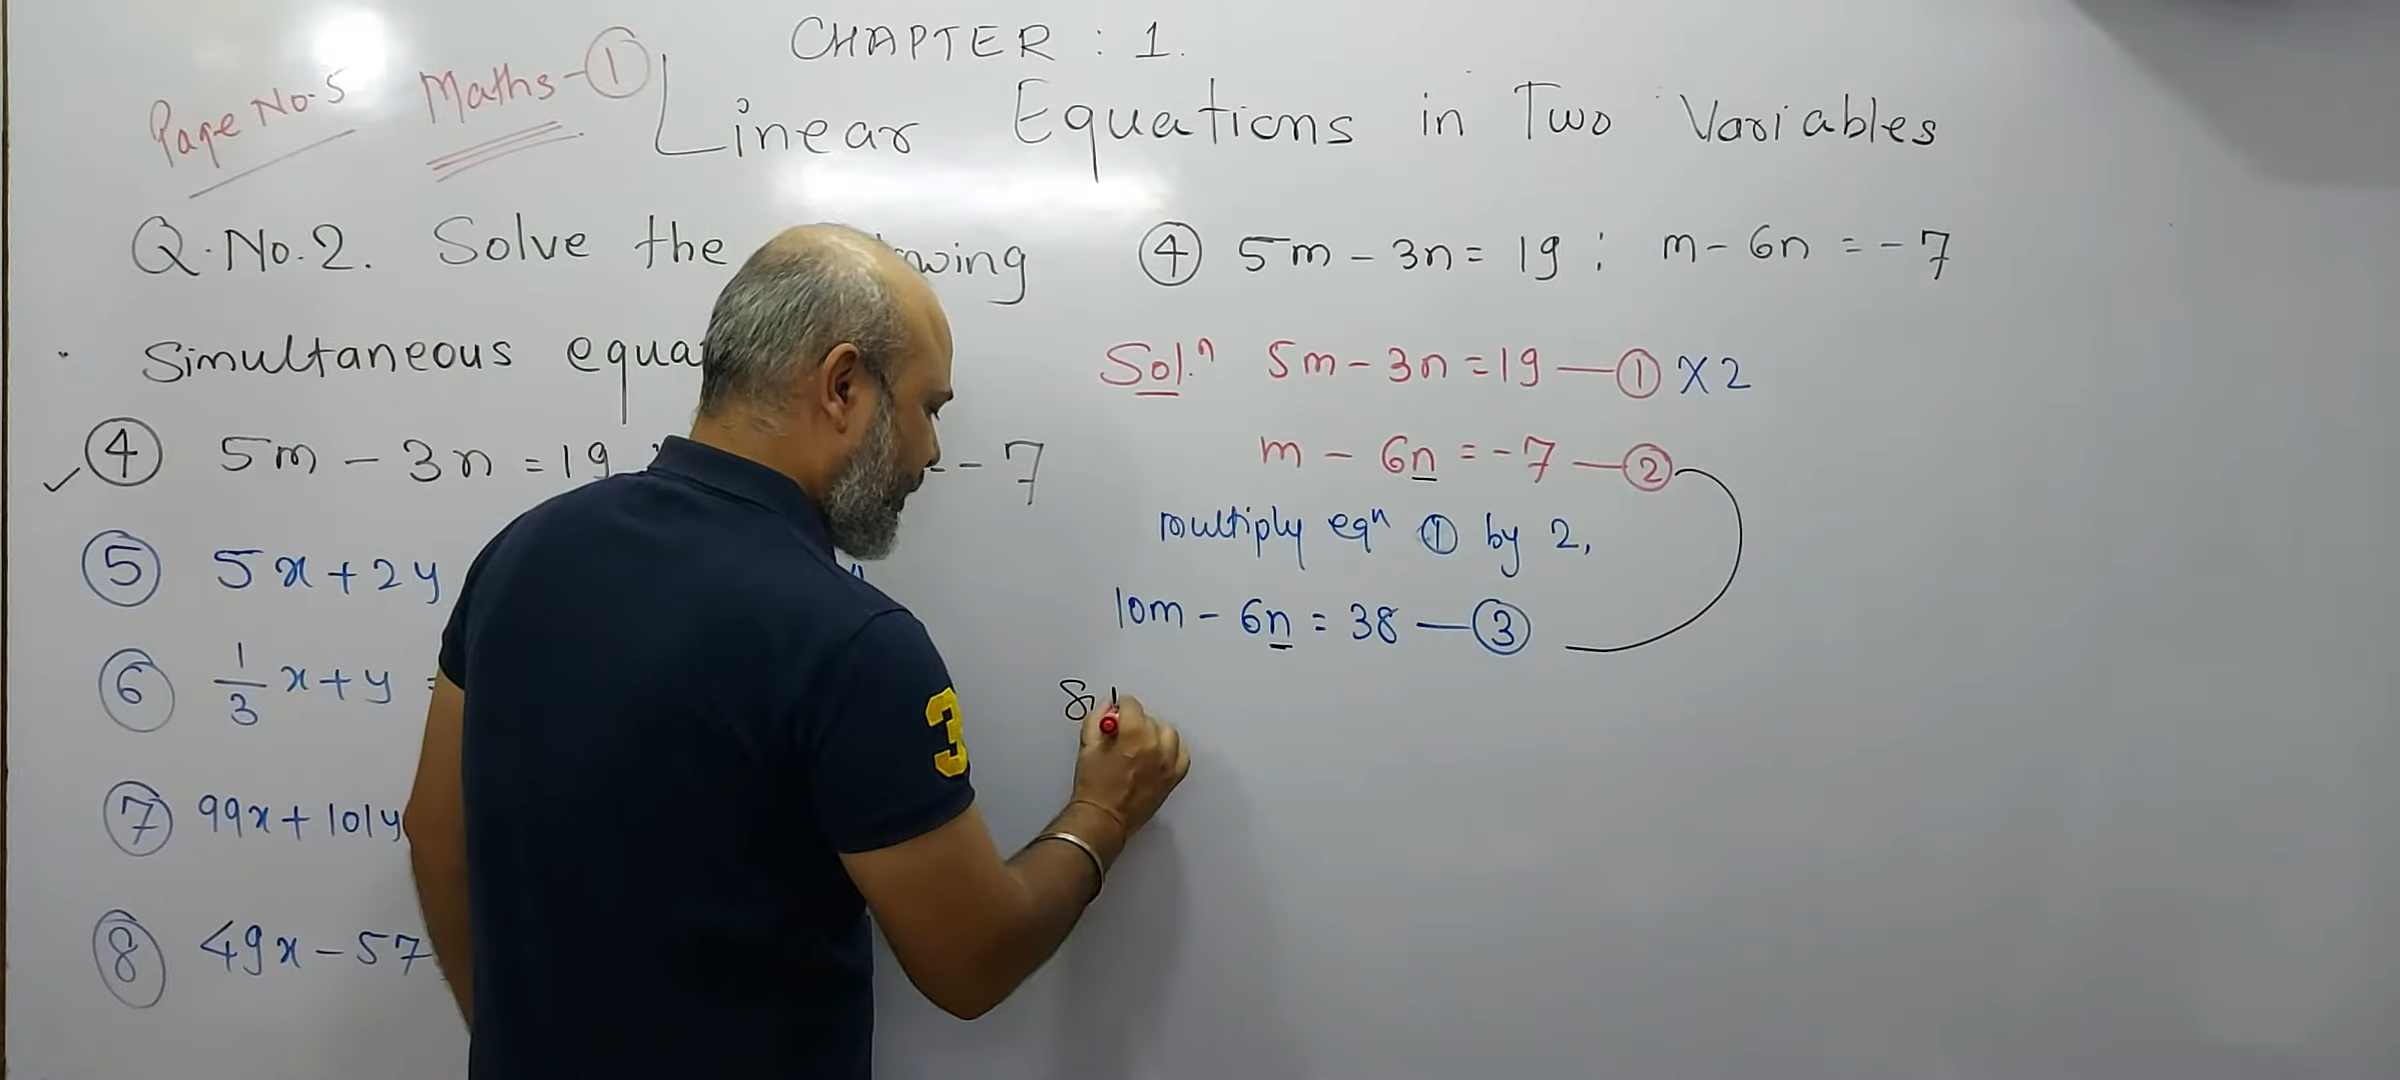 CHAPTER : 1.
Page No.5 Maths-①
Linear Equations in Two Variables
Q.No.2. Solve the
Simultaneous
④ 5m - 3n = 19 - 7
⑤ 5x + 2y
⑥ 1/3 x + y =
⑦ 99x + 101y
⑧ 49x - 57
④ 5m - 3n = 19 ; m - 6n = -7
Sol.ⁿ 5m - 3n = 19 — ① × 2
m - 6n = -7 — ②
multiply eqⁿ ① by 2,
10m - 6n = 38 — ③
3